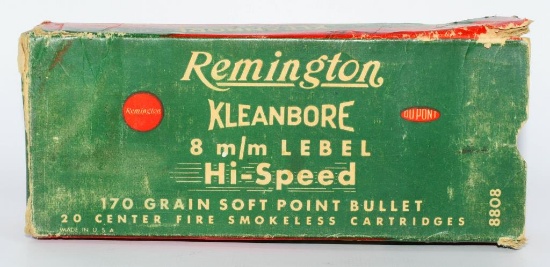 Remington
KLEANBORE
Remington
DU PONT
8 m/m LEBEL
Hi-Speed
170 GRAIN SOFT POINT BULLET
20 CENTER FIRE SMOKELESS CARTRIDGES
MADE IN U.S.A
8808